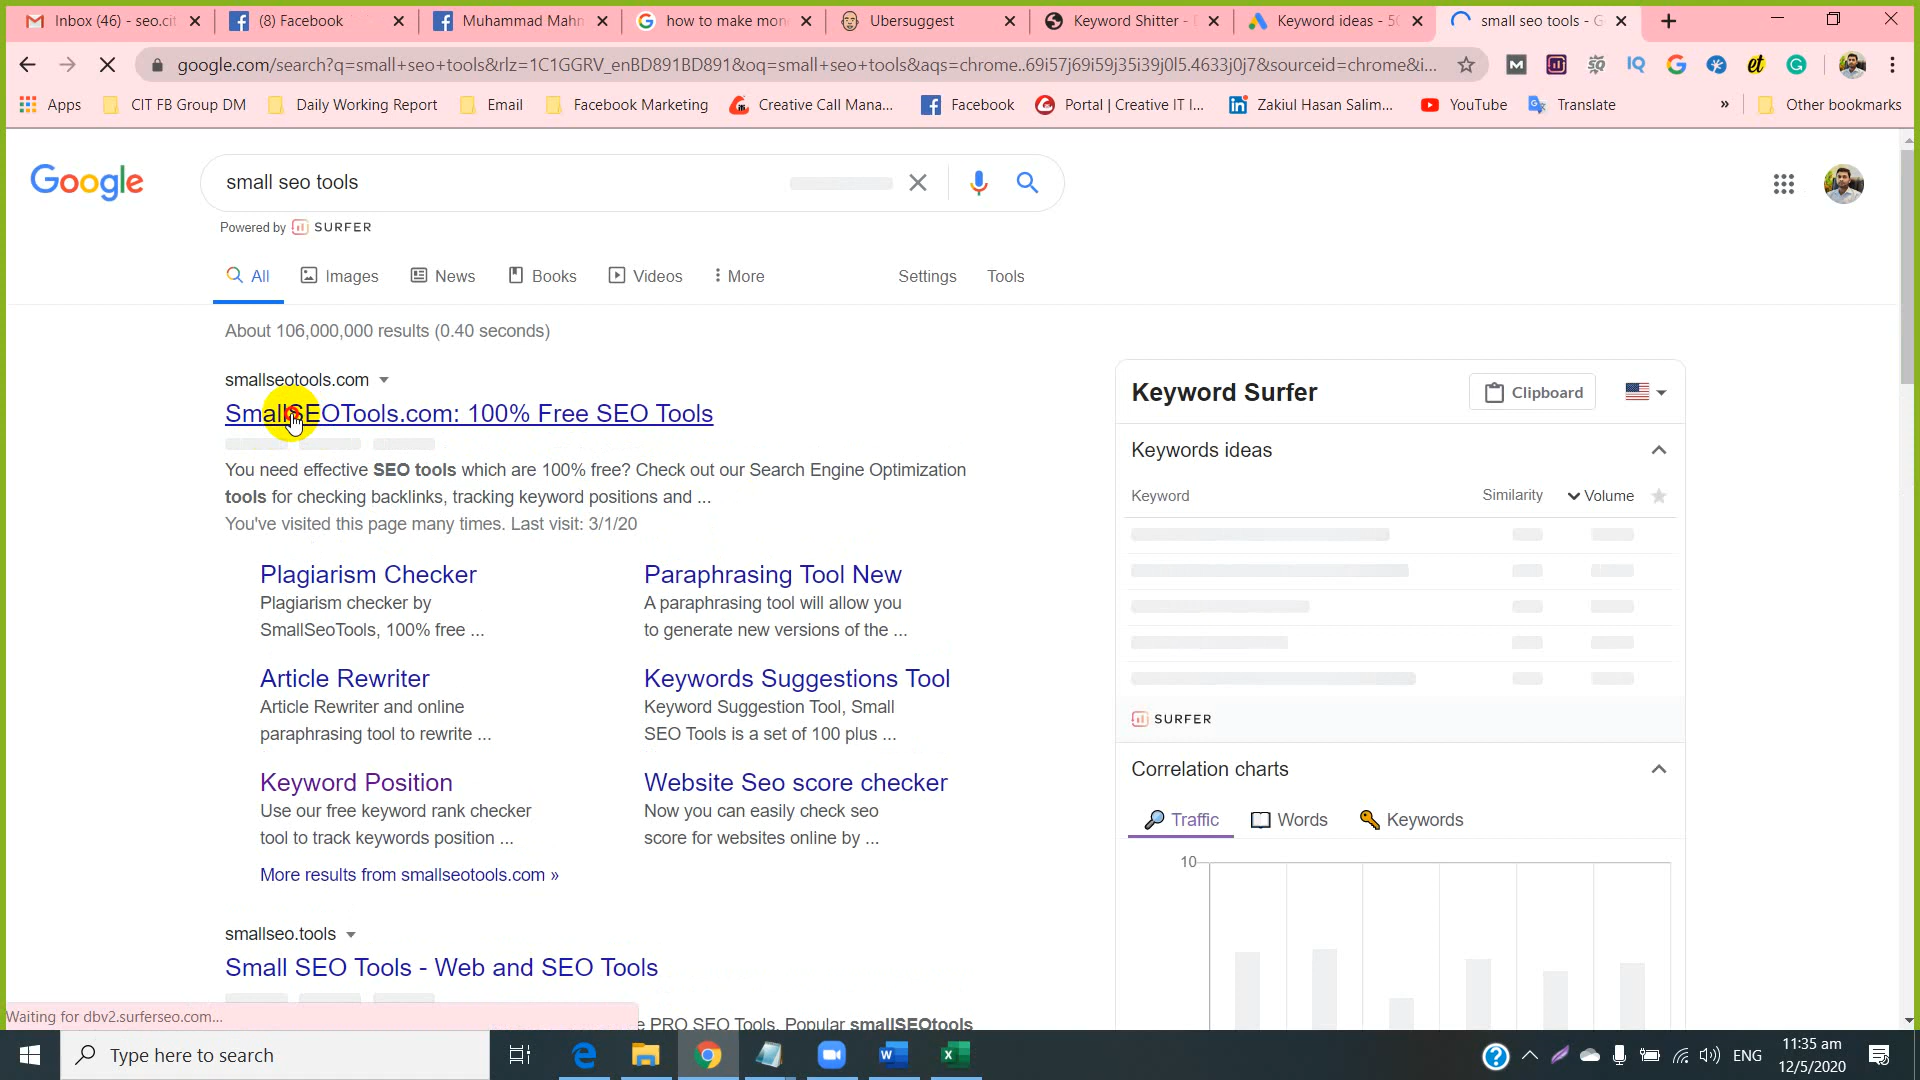 Inbox (46) - seo.cit
(8) Facebook
Muhammad Mahm
how to make mon
Ubersuggest
Keyword Shitter -
Keyword ideas - 50
small seo tools - G
google.com/search?q=small+seo+tools&rlz=1C1GGRV_enBD891BD891&oq=small+seo+tools&aqs=chrome..69i57j69i59j35i39j0l5.4633j0j7&sourceid=chrome&i...
Apps
CIT FB Group DM
Daily Working Report
Email
Facebook Marketing
Creative Call Mana...
Facebook
Portal | Creative IT I...
Zakiul Hasan Salim...
YouTube
Translate
»
Other bookmarks
Google
small seo tools
Powered by SURFER
All
Images
News
Books
Videos
More
Settings
Tools
About 106,000,000 results (0.40 seconds)
smallseotools.com
SmallSEOTools.com: 100% Free SEO Tools
You need effective SEO tools which are 100% free? Check out our Search Engine Optimization
tools for checking backlinks, tracking keyword positions and ...
You've visited this page many times. Last visit: 3/1/20
Plagiarism Checker
Plagiarism checker by
SmallSeoTools, 100% free ...
Paraphrasing Tool New
A paraphrasing tool will allow you
to generate new versions of the ...
Article Rewriter
Article Rewriter and online
paraphrasing tool to rewrite ...
Keywords Suggestions Tool
Keyword Suggestion Tool, Small
SEO Tools is a set of 100 plus ...
Keyword Position
Use our free keyword rank checker
tool to track keywords position ...
Website Seo score checker
Now you can easily check seo
score for websites online by ...
More results from smallseotools.com »
smallseo.tools
Small SEO Tools - Web and SEO Tools
PRO SEO Tools. Popular smallSEOtools
Keyword Surfer
Clipboard
Keywords ideas
Keyword
Similarity
Volume
SURFER
Correlation charts
Traffic
Words
Keywords
10
Waiting for dbv2.surferseo.com...
Type here to search
ENG
11:35 am
12/5/2020